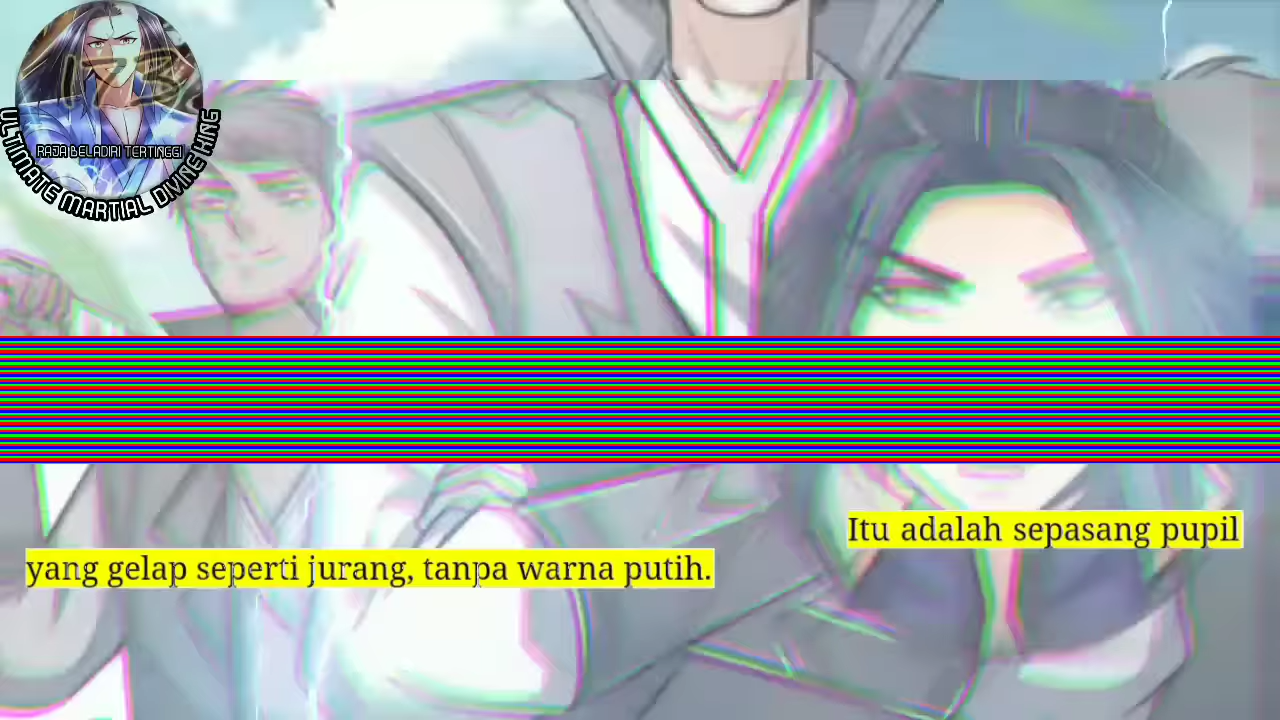 RAJA BELADIRI TERTINGGI
ULTIMATE MARTIAL DIVINE KING
Itu adalah sepasang pupil
yang gelap seperti jurang, tanpa warna putih.